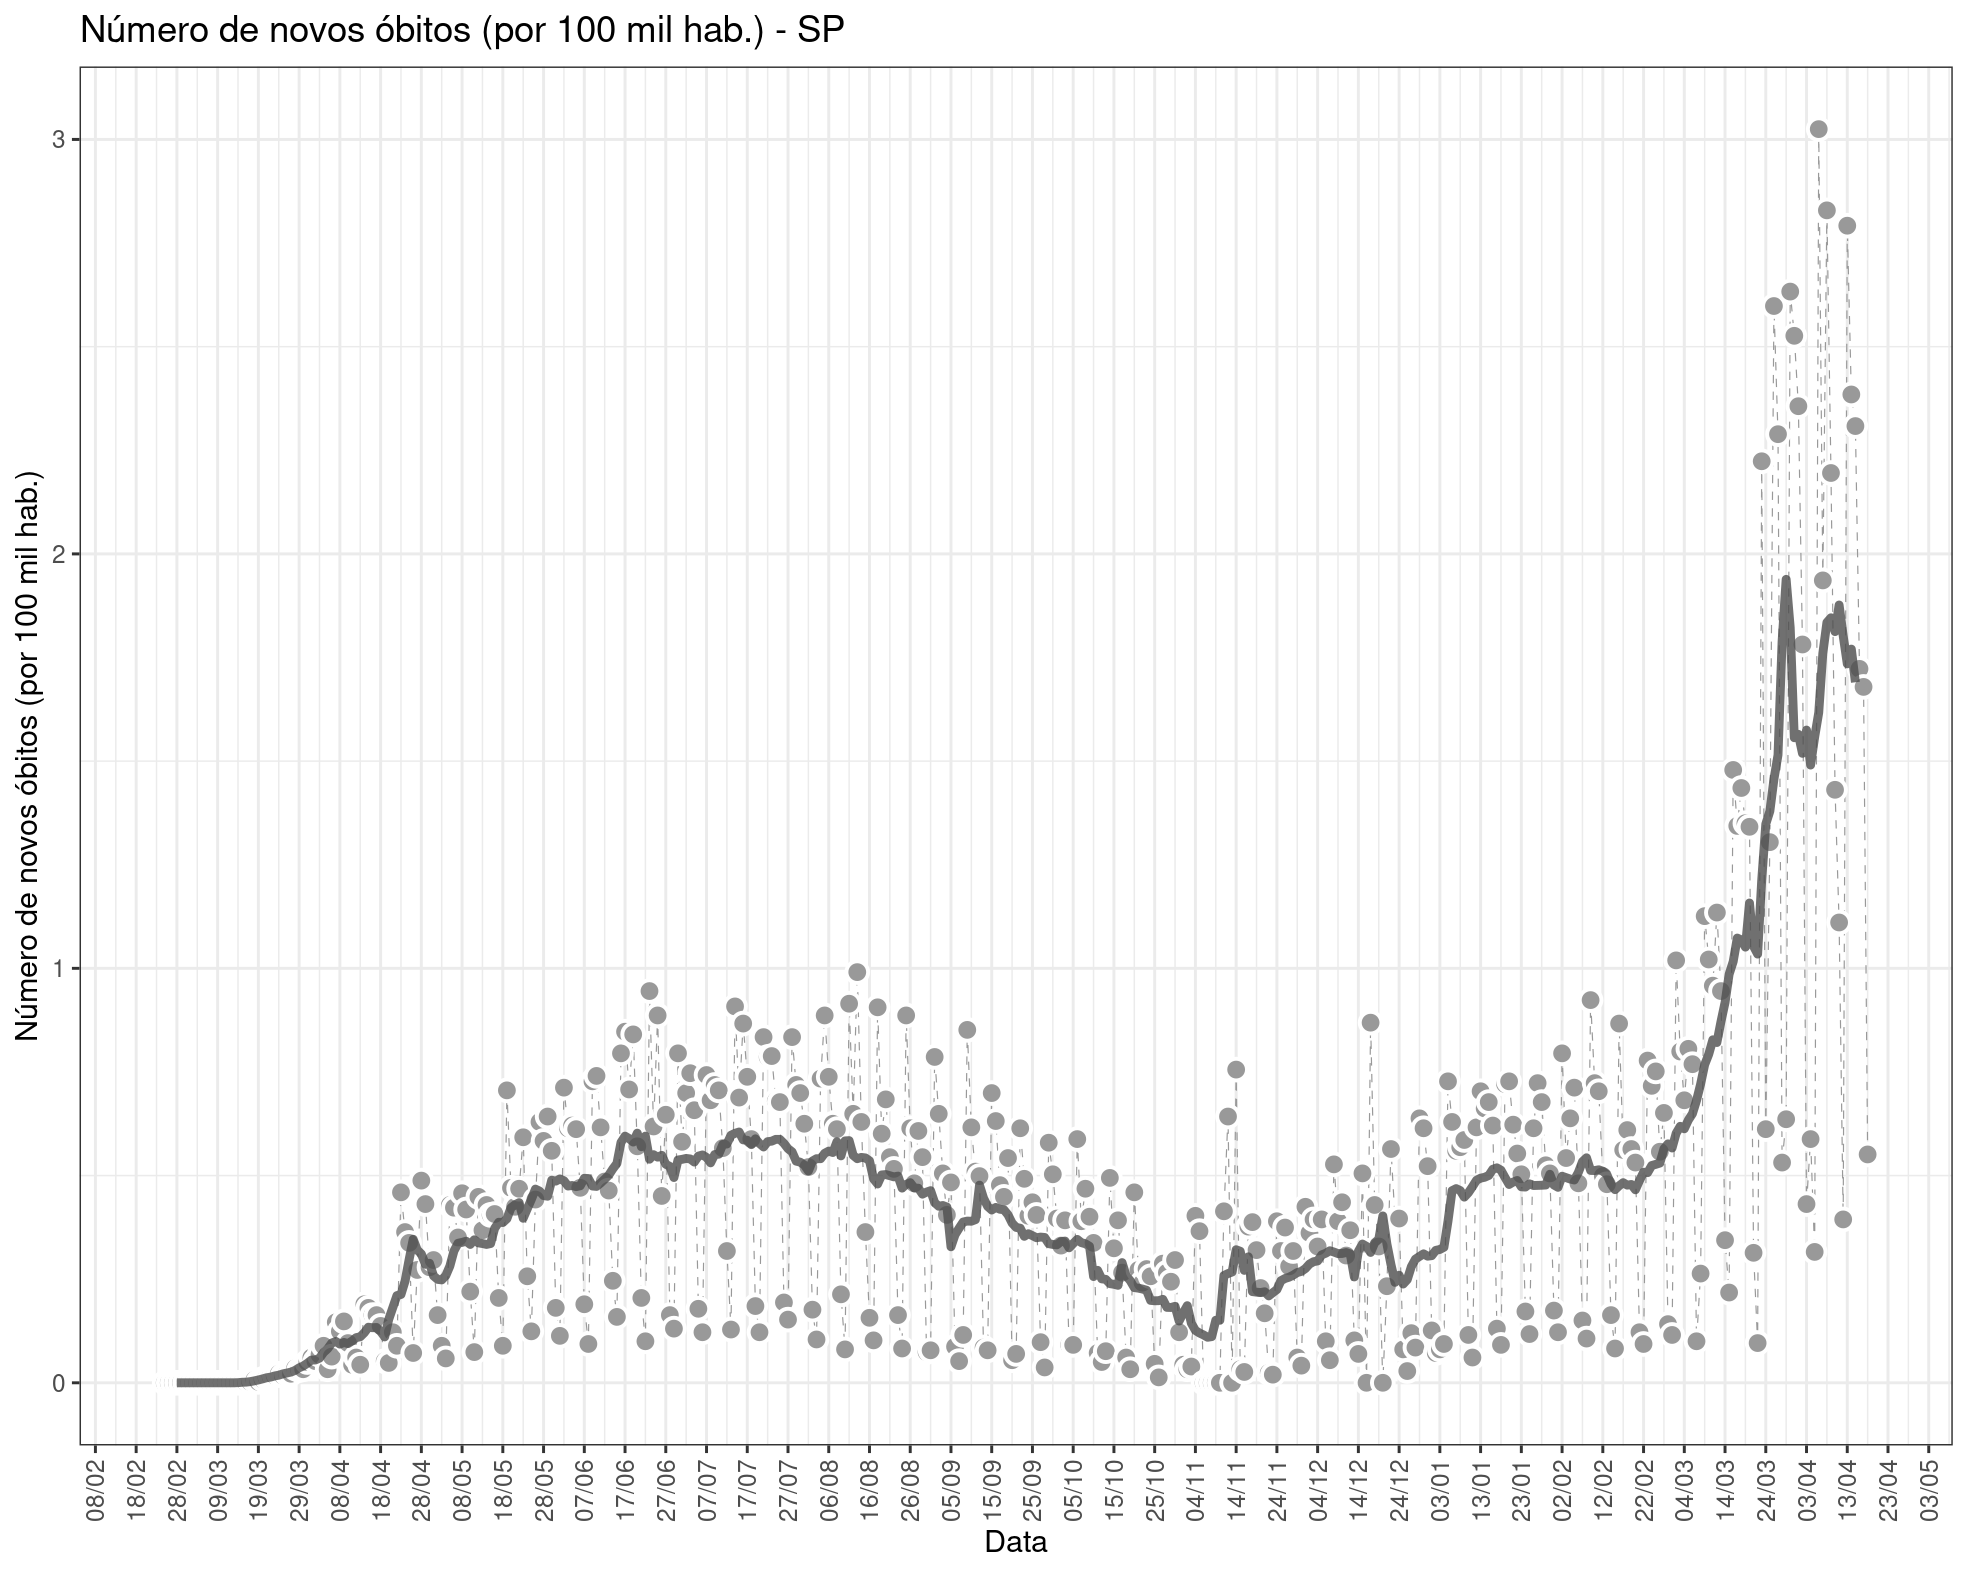 Número de novos óbitos (por 100 mil hab.) - SP
Número de novos óbitos (por 100 mil hab.)
3
2
1
0
08/02 18/02 28/02 09/03 19/03 29/03 08/04 18/04 28/04 08/05 18/05 28/05 07/06 17/06 27/06 07/07 17/07 27/07 06/08 16/08 26/08 05/09 15/09 25/09 05/10 15/10 25/10 04/11 14/11 24/11 04/12 14/12 24/12 03/01 13/01 23/01 02/02 12/02 22/02 04/03 14/03 24/03 03/04 13/04 23/04 03/05
Data